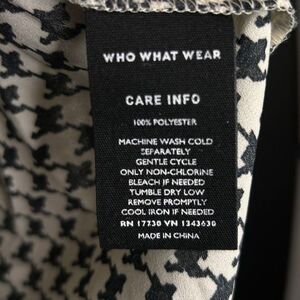 WHO WHAT WEAR
CARE INFO
100% POLYESTER
MACHINE WASH COLD
SEPARATELY
GENTLE CYCLE
ONLY NON-CHLORINE
BLEACH IF NEEDED
TUMBLE DRY LOW
REMOVE PROMPTLY
COOL IRON IF NEEDED
RN 17730 VN 1343630
MADE IN CHINA